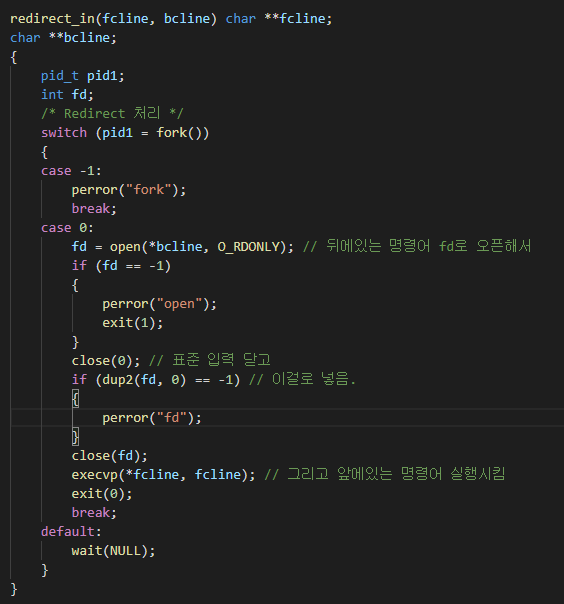 redirect_in(fcline, bcline) char **fcline;
char **bcline;
{
    pid_t pid1;
    int fd;
    /* Redirect 처리 */
    switch (pid1 = fork())
    {
    case -1:
        perror("fork");
        break;
    case 0:
        fd = open(*bcline, O_RDONLY); // 뒤에있는 명령어 fd로 오픈해서
        if (fd == -1)
        {
            perror("open");
            exit(1);
        }
        close(0); // 표준 입력 닫고
        if (dup2(fd, 0) == -1) // 이걸로 넣음.
        {
            perror("fd");
        }
        close(fd);
        execvp(*fcline, fcline); // 그리고 앞에있는 명령어 실행시킴
        exit(0);
        break;
    default:
        wait(NULL);
    }
}